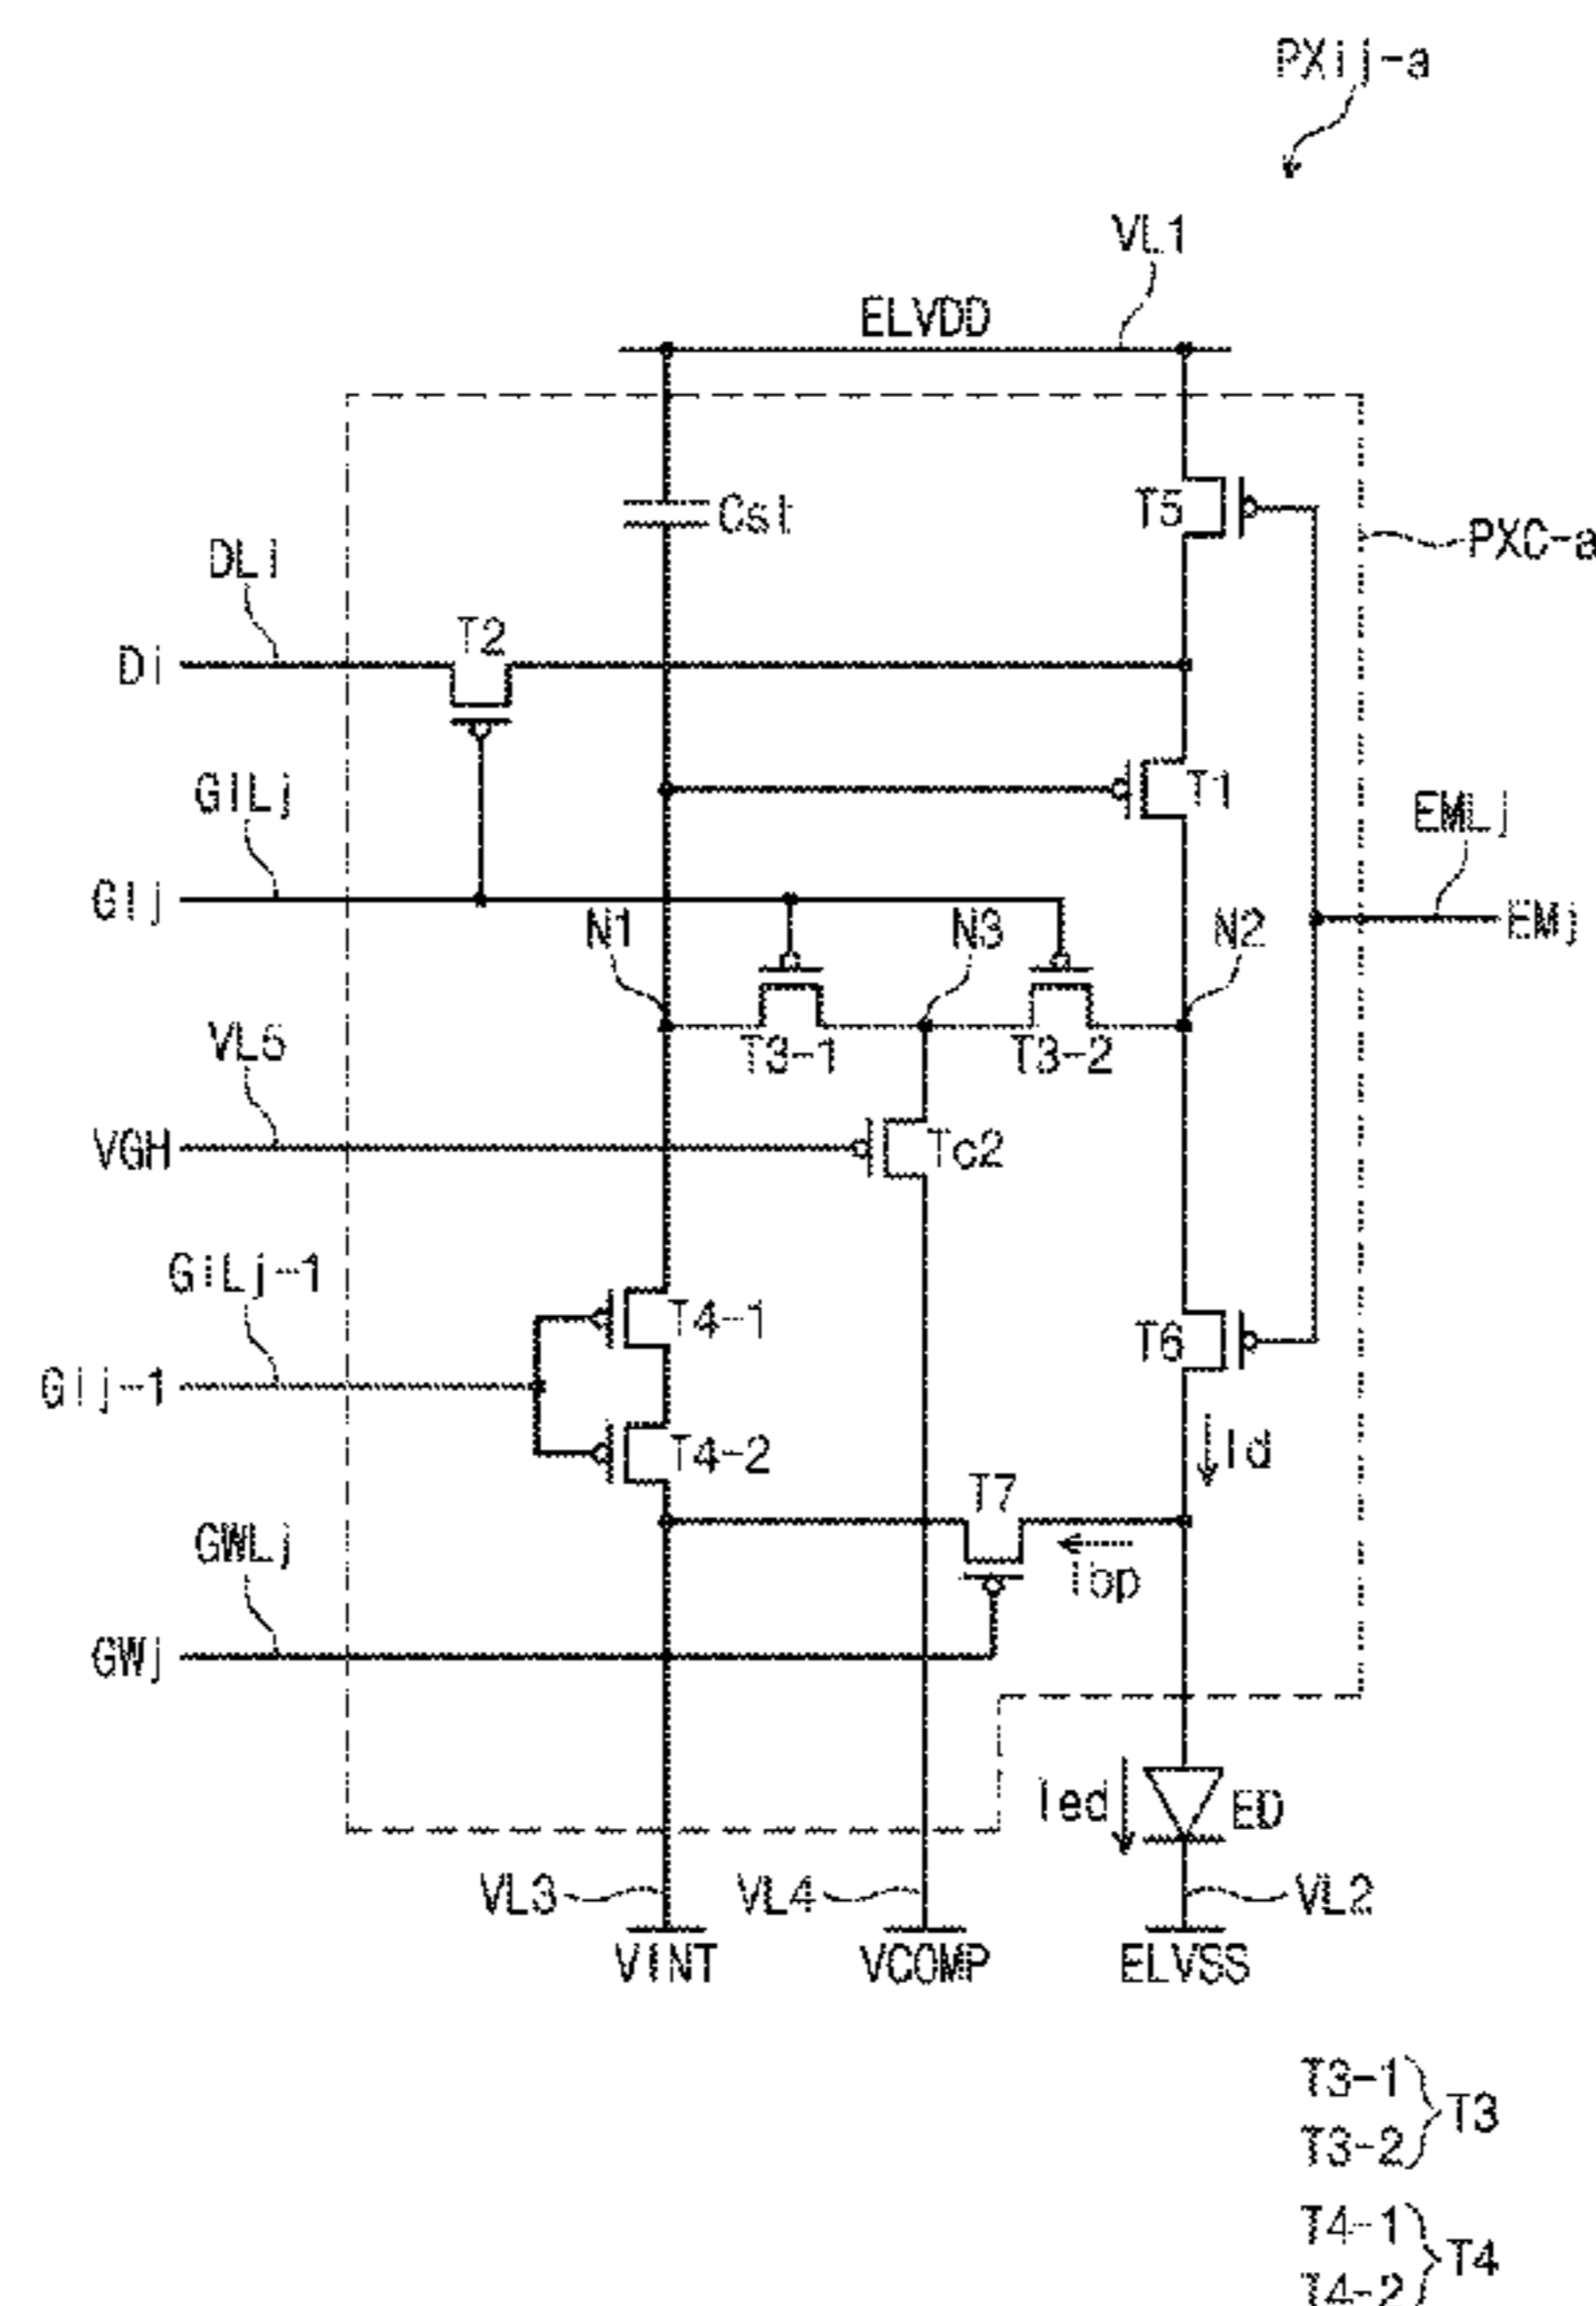 PXij-a
VL1
ELVDD
T5
Cst
PXC-a
DLi
T2
Di
GILj
T1
EMLj
GIj
N1
N3
N2
EMj
VL5
T3-1
T3-2
VGH
Tc2
GiLj-1
T4-1
T6
GIj-1
T4-2
Id
T7
GWLj
Ibp
GWj
Ied
ED
VL3
VL4
VL2
VINT
VCOMP
ELVSS
T3-1
T3-2
T3
T4-1
T4-2
T4